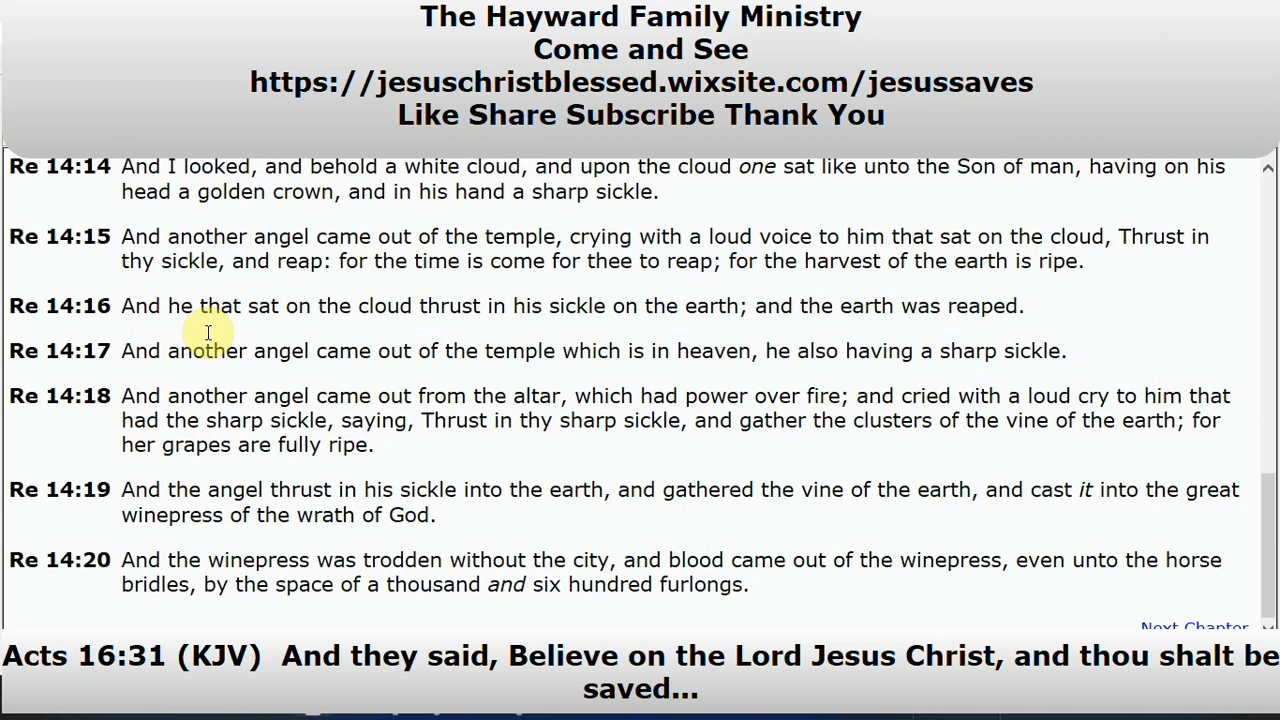 The Hayward Family Ministry
Come and See
https://jesuschristblessed.wixsite.com/jesussaves
Like Share Subscribe Thank You
Re 14:14 And I looked, and behold a white cloud, and upon the cloud one sat like unto the Son of man, having on his
head a golden crown, and in his hand a sharp sickle.
Re 14:15 And another angel came out of the temple, crying with a loud voice to him that sat on the cloud, Thrust in
thy sickle, and reap: for the time is come for thee to reap; for the harvest of the earth is ripe.
Re 14:16 And he that sat on the cloud thrust in his sickle on the earth; and the earth was reaped.
Re 14:17 And another angel came out of the temple which is in heaven, he also having a sharp sickle.
Re 14:18 And another angel came out from the altar, which had power over fire; and cried with a loud cry to him that
had the sharp sickle, saying, Thrust in thy sharp sickle, and gather the clusters of the vine of the earth; for
her grapes are fully ripe.
Re 14:19 And the angel thrust in his sickle into the earth, and gathered the vine of the earth, and cast it into the great
winepress of the wrath of God.
Re 14:20 And the winepress was trodden without the city, and blood came out of the winepress, even unto the horse
bridles, by the space of a thousand and six hundred furlongs.
Next Chapter
Acts 16:31 (KJV) And they said, Believe on the Lord Jesus Christ, and thou shalt be
saved...